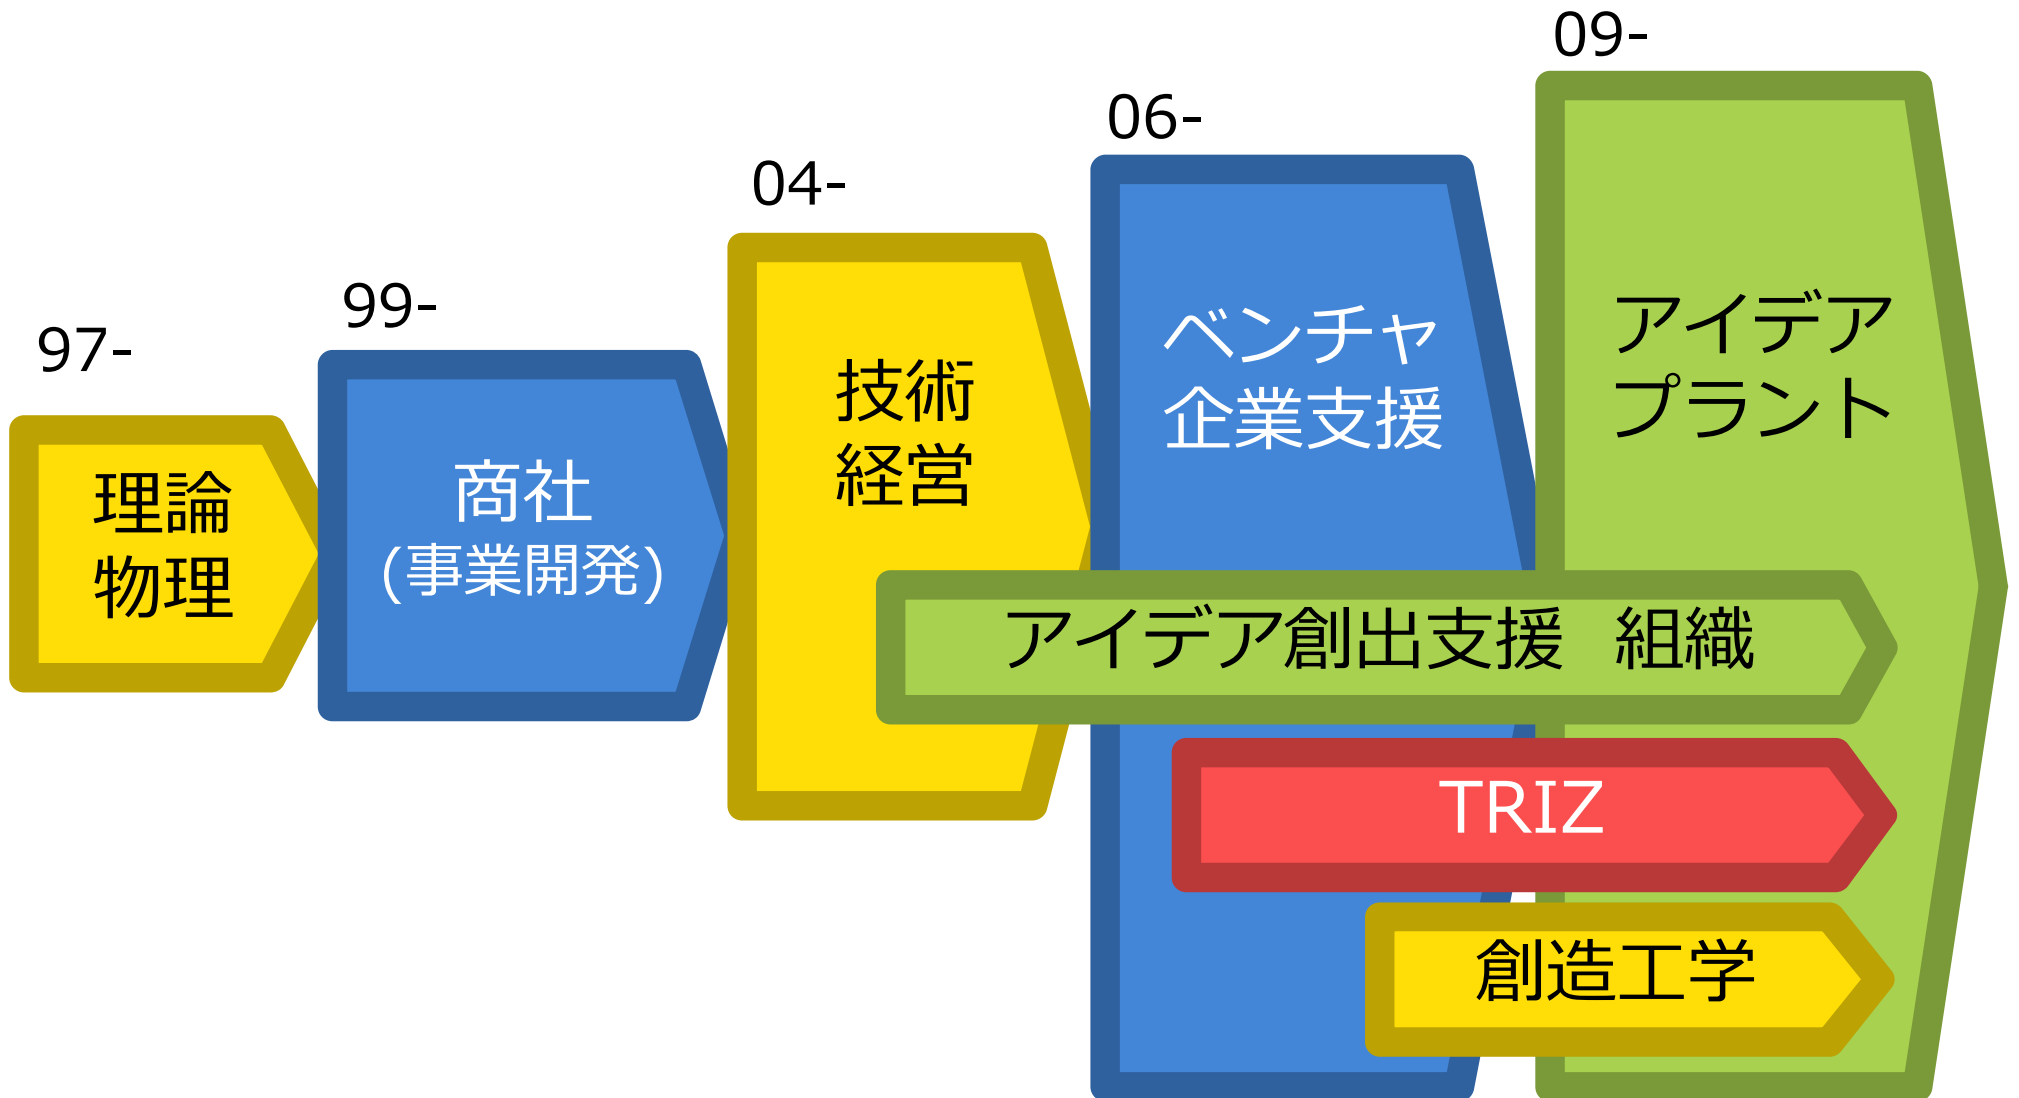 97-
理論
物理
99-
商社
(事業開発)
04-
技術
経営
06-
ベンチャ
企業支援
09-
アイデア
プラント
アイデア創出支援　組織
TRIZ
創造工学